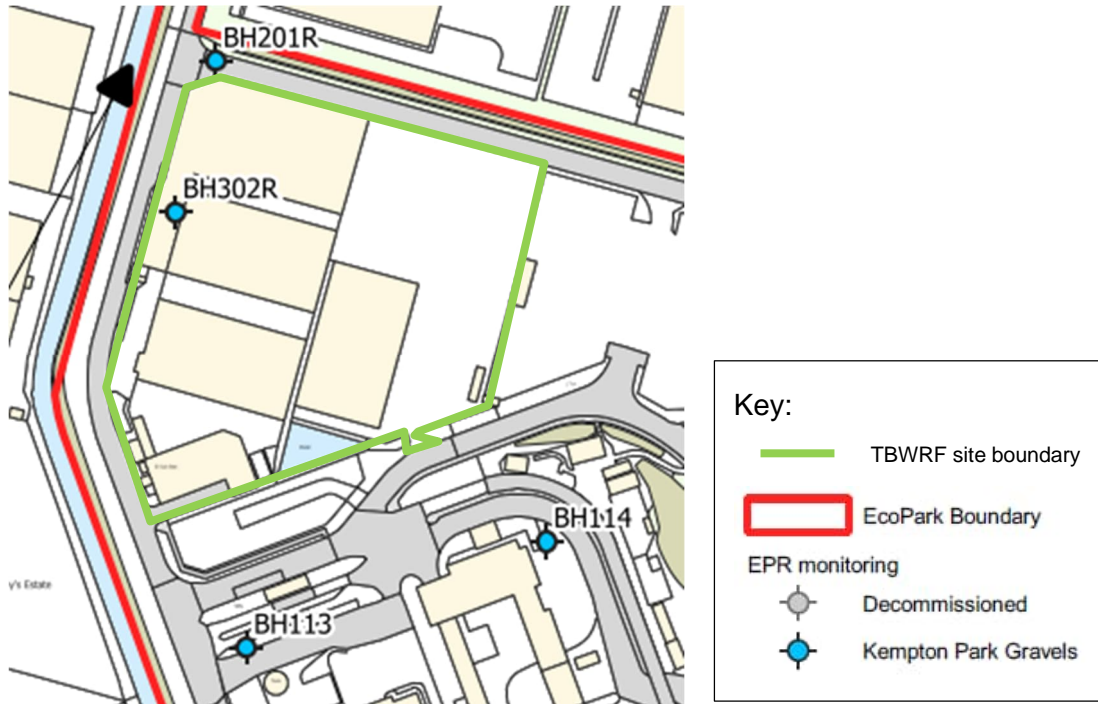 BH201R
BH302R
BH114
y's Estate
BH113
Key:
TBWRF site boundary
EcoPark Boundary
EPR monitoring
Decommissioned
Kempton Park Gravels